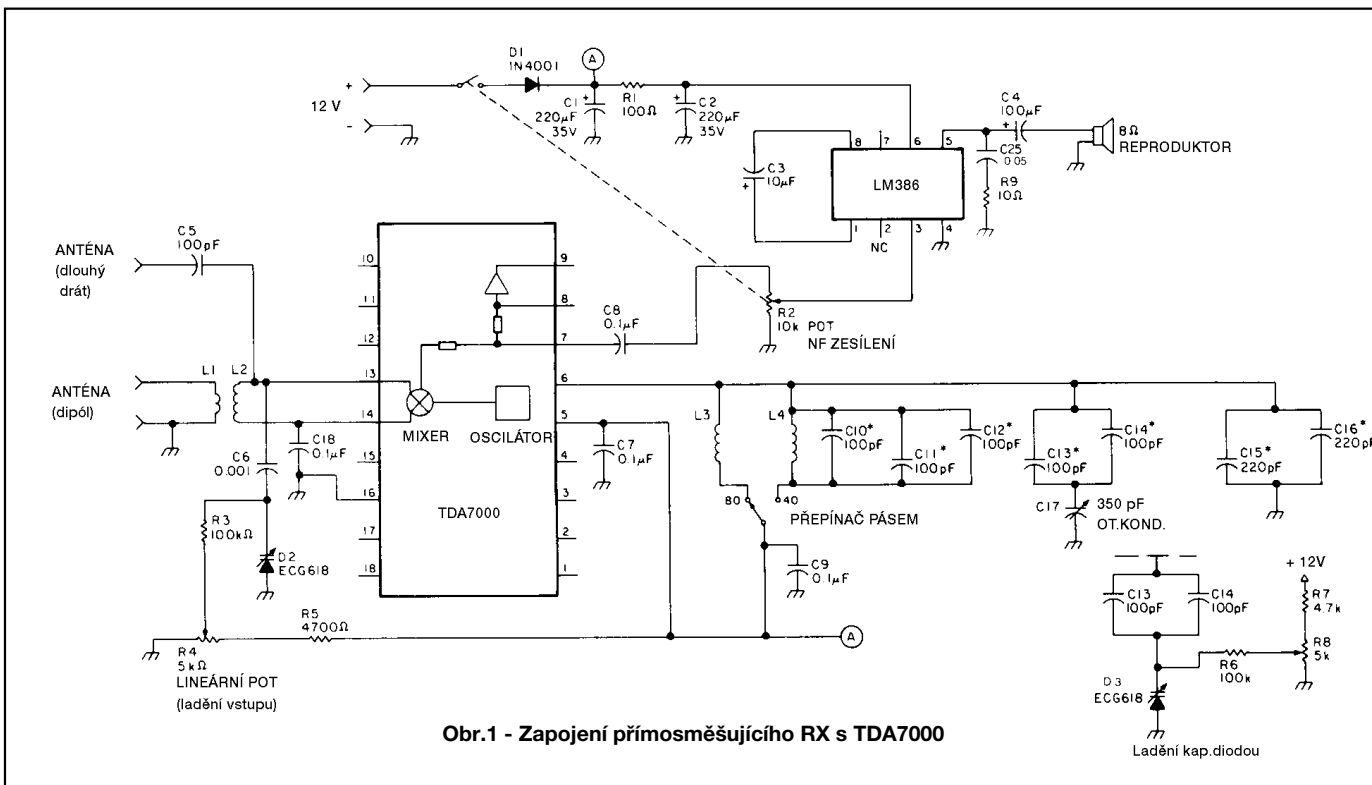 D1
1N4001
A
+
12 V
-
C1
220µF
35V
R1
100Ω
C2
220µF
35V
C4
100µF
8Ω
REPRODUKTOR
C25
0.05
R9
10Ω
C3
10µF
8
7
6
5
LM386
1
2
3
4
NC
ANTÉNA
(dlouhý
drát)
C5
100pF
10
11
12
13
14
15
16
17
18
9
8
7
6
5
4
3
2
1
C8
0.1µF
R2
10k POT
NF ZESÍLENÍ
ANTÉNA
(dipól)
L1
L2
MIXER
OSCILÁTOR
TDA7000
C6
0.001
C18
0.1µF
C7
0.1µF
R3
100kΩ
D2
ECG618
R5
4700Ω
R4
5kΩ
LINEÁRNÍ POT
(ladění vstupu)
L3
L4
C10*
100pF
C11*
100pF
C12*
100pF
C13*
100pF
C14*
100pF
C15*
220pF
C16*
220pF
80
40
PŘEPÍNAČ PÁSEM
C17
350 pF
OT.KOND.
C9
0.1µF
A
C13
100pF
C14
100pF
+ 12V
R7
4.7k
R8
5k
R6
100k
D3
ECG618
Ladění kap.diodou
Obr.1 - Zapojení přímosměšujícího RX s TDA7000